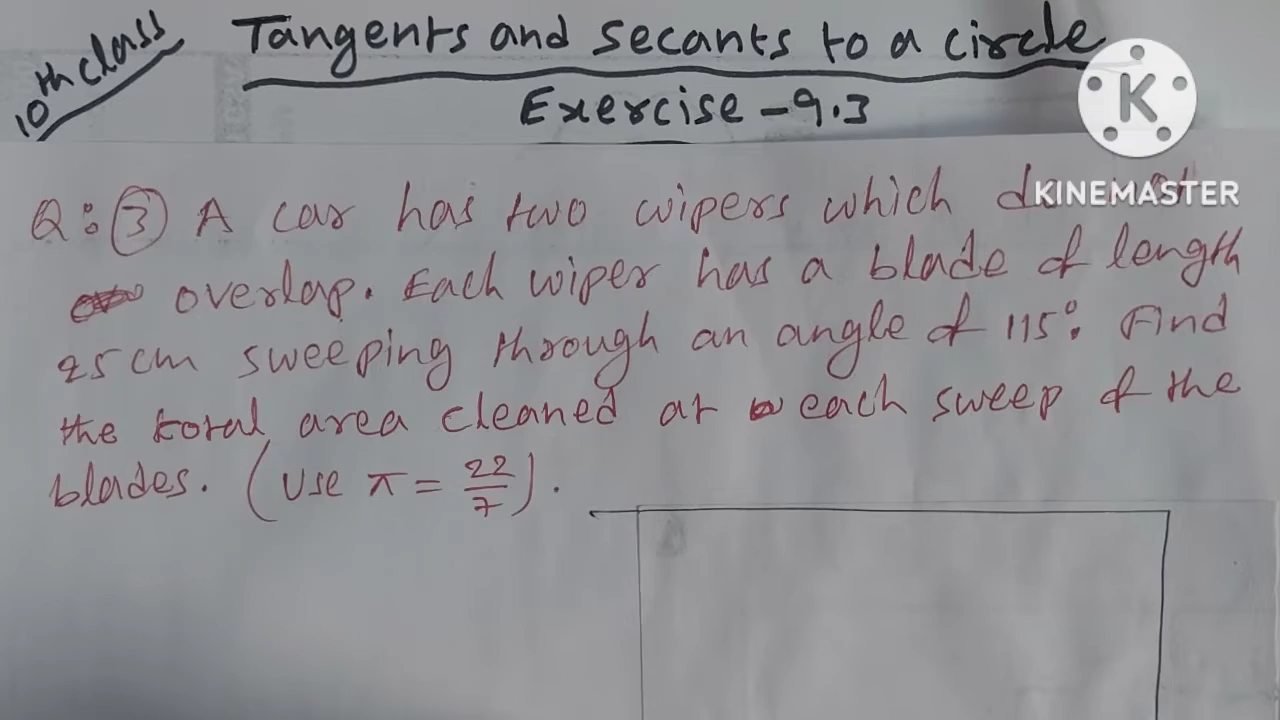 10th class
Tangents and secants to a circle
Exercise - 9.3
K
KINEMASTER
Q: ③ A car has two wipers which
overlap. Each wiper has a blade of length
25 cm sweeping through an angle of 115°. Find
the total area cleaned at each sweep of the
blades. (Use π = 22/7).